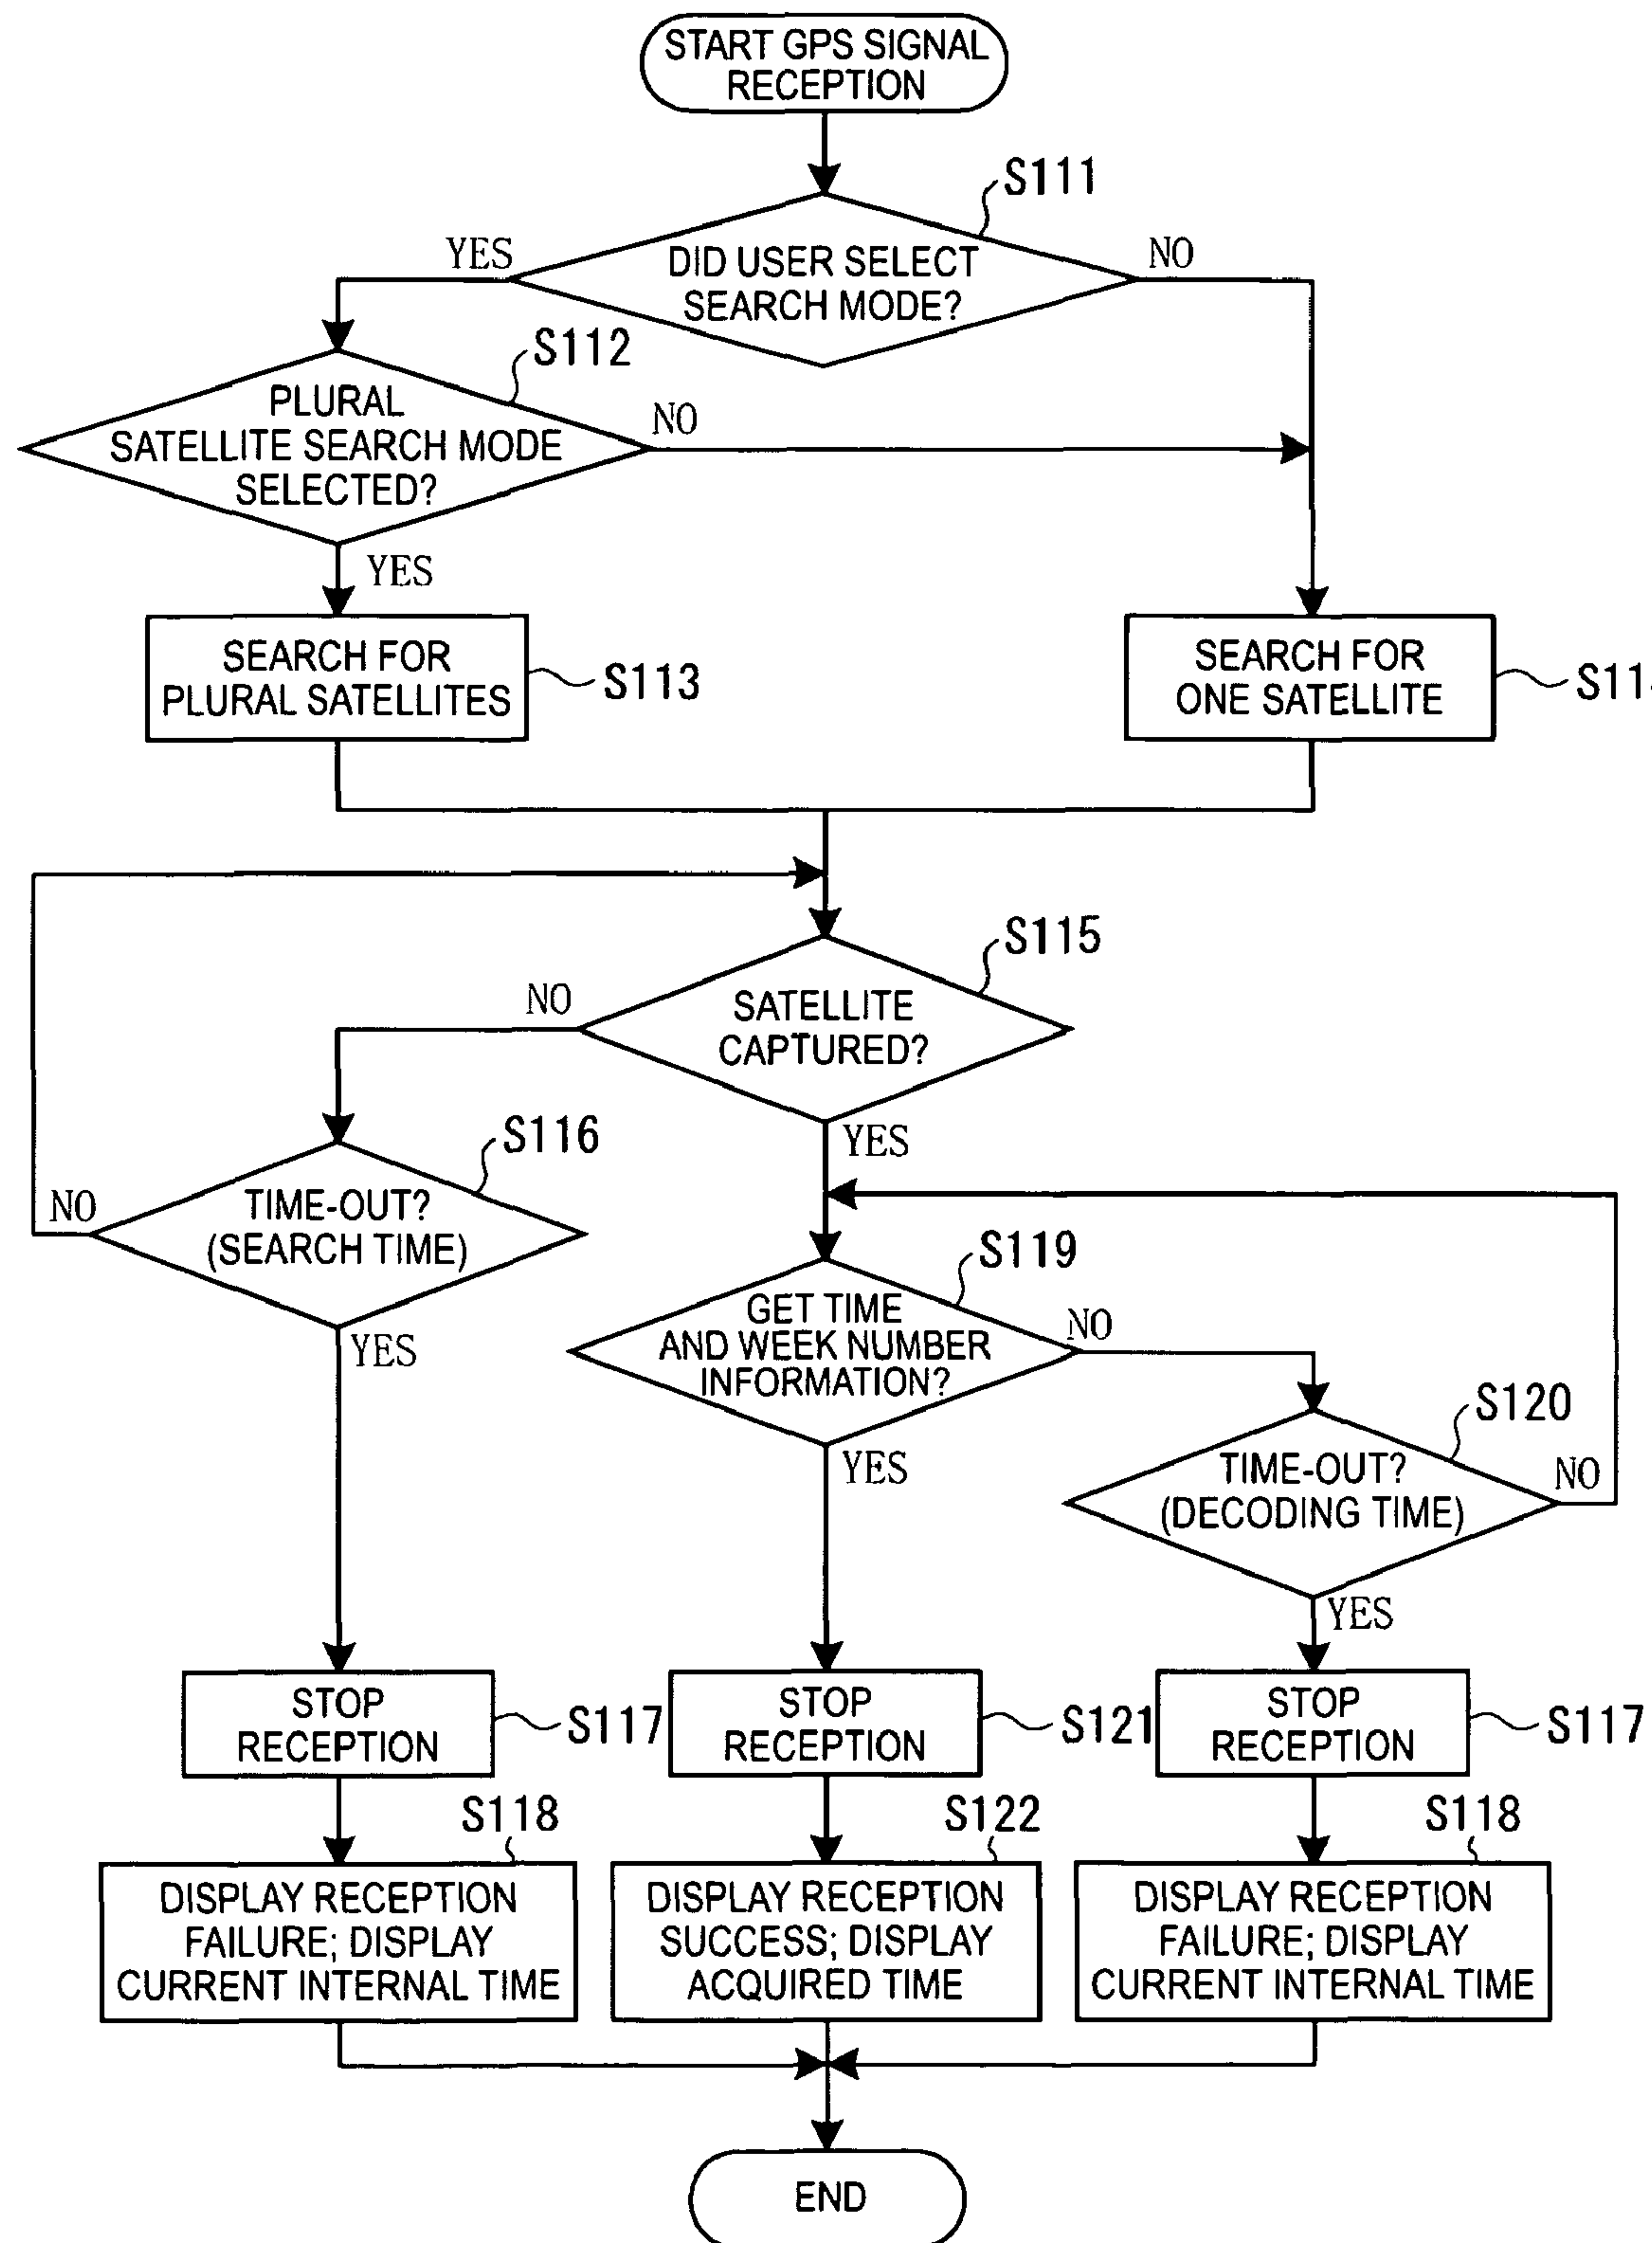 START GPS SIGNAL
RECEPTION
S111
YES
DID USER SELECT
SEARCH MODE?
NO
S112
PLURAL
SATELLITE SEARCH MODE
SELECTED?
NO
YES
SEARCH FOR
PLURAL SATELLITES
S113
SEARCH FOR
ONE SATELLITE
S115
NO
SATELLITE
CAPTURED?
YES
S116
NO
TIME-OUT?
(SEARCH TIME)
YES
S119
GET TIME
AND WEEK NUMBER
INFORMATION?
NO
YES
S120
TIME-OUT?
(DECODING TIME)
NO
YES
STOP
RECEPTION
S117
STOP
RECEPTION
S121
STOP
RECEPTION
S117
S118
DISPLAY RECEPTION
FAILURE; DISPLAY
CURRENT INTERNAL TIME
S122
DISPLAY RECEPTION
SUCCESS; DISPLAY
ACQUIRED TIME
S118
DISPLAY RECEPTION
FAILURE; DISPLAY
CURRENT INTERNAL TIME
END